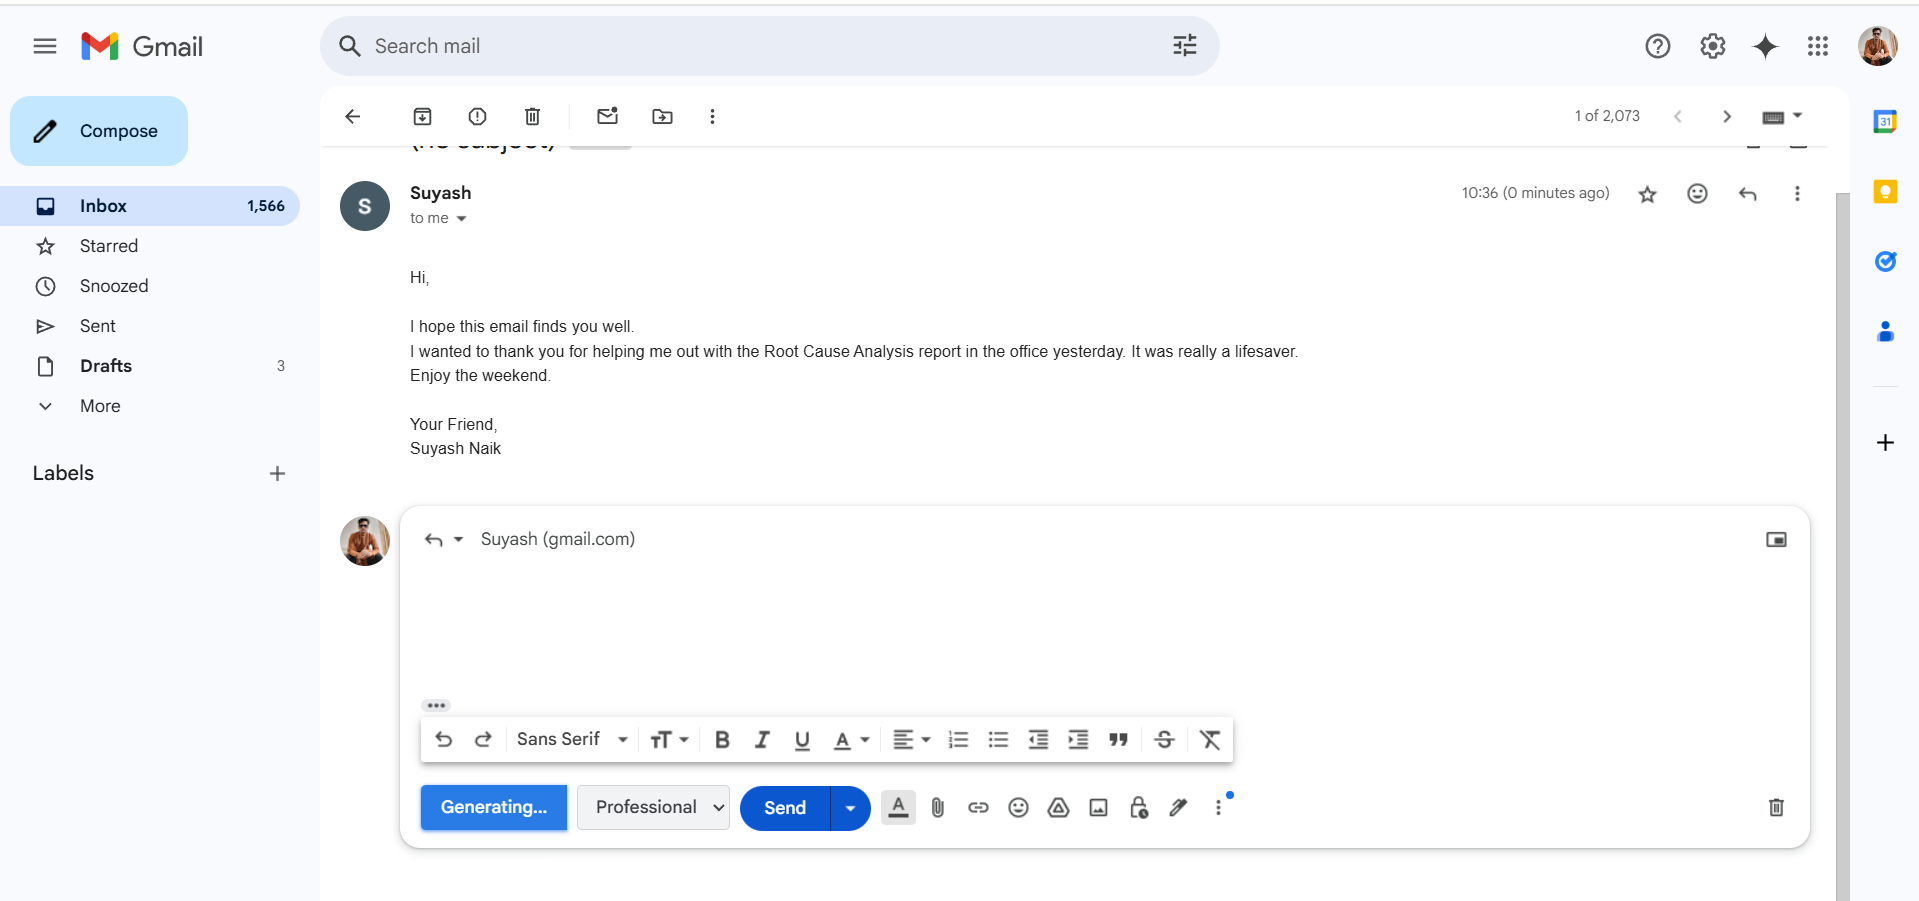 Gmail
Search mail
Compose
1 of 2,073
Inbox 1,566
Starred
Snoozed
Sent
Drafts 3
More
Labels
(no subject)
S
Suyash
10:36 (0 minutes ago)
to me
Hi,
I hope this email finds you well.
I wanted to thank you for helping me out with the Root Cause Analysis report in the office yesterday. It was really a lifesaver.
Enjoy the weekend.
Your Friend,
Suyash Naik
Suyash (gmail.com)
Sans Serif
Generating...
Professional
Send
31